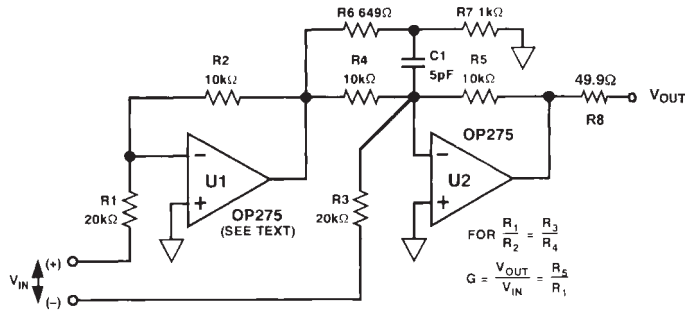 R6 649Ω
R7 1kΩ
R2
10kΩ
R4
10kΩ
C1
5pF
R5
10kΩ
49.9Ω
R8
VOUT
OP275
−
U1
+
OP275
(SEE TEXT)
R1
20kΩ
R3
20kΩ
−
U2
+
VIN
(+)
(−)
FOR R1/R2 = R3/R4
G = VOUT/VIN = R5/R1